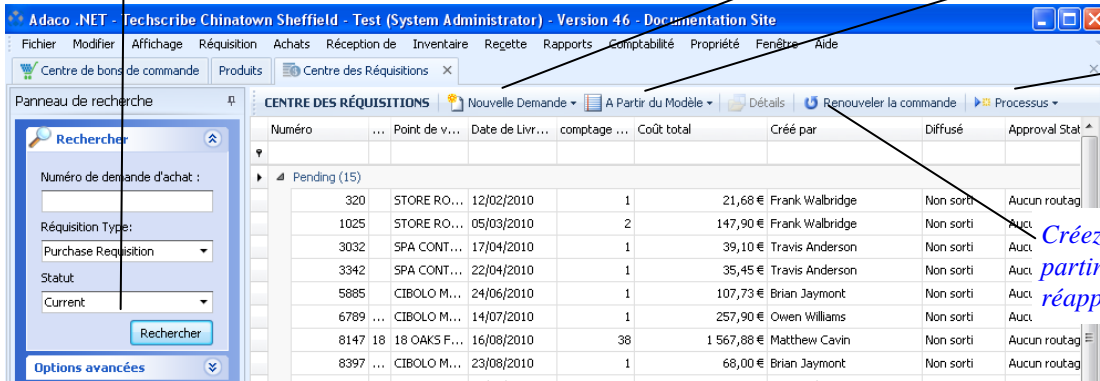 Adaco .NET - Techscribe Chinatown Sheffield - Test (System Administrator) - Version 46 - Documentation Site
Fichier Modifier Affichage Réquisition Achats Réception de Inventaire Recette Rapports Comptabilité Propriété Fenêtre Aide
Centre de bons de commande Produits Centre des Réquisitions
Panneau de recherche
CENTRE DES RÉQUISITIONS Nouvelle Demande A Partir du Modèle Détails Renouveler la commande Processus
Rechercher
Numéro de demande d'achat :
Réquisition Type:
Purchase Requisition
Statut
Current
Rechercher
Options avancées
Numéro ... Point de v... Date de Livr... comptage ... Coût total Créé par Diffusé Approval Stat
Pending (15)
320 STORE RO... 12/02/2010 1 21,68 € Frank Walbridge Non sorti Aucun routag
1025 STORE RO... 05/03/2010 2 147,90 € Frank Walbridge Non sorti Aucu
3032 SPA CONT... 17/04/2010 1 39,10 € Travis Anderson Non sorti Aucu
3342 SPA CONT... 22/04/2010 1 35,45 € Travis Anderson Non sorti Aucu
5885 CIBOLO M... 24/06/2010 1 107,73 € Brian Jaymont Non sorti Aucu
6789 ... CIBOLO M... 14/07/2010 1 257,90 € Owen Williams Non sorti Aucu
8147 18 18 OAKS F... 16/08/2010 38 1 567,88 € Matthew Cavin Non sorti Aucun routag
8397 ... CIBOLO M... 23/08/2010 1 68,00 € Brian Jaymont Non sorti Aucun routag
Créez
partir
réapp